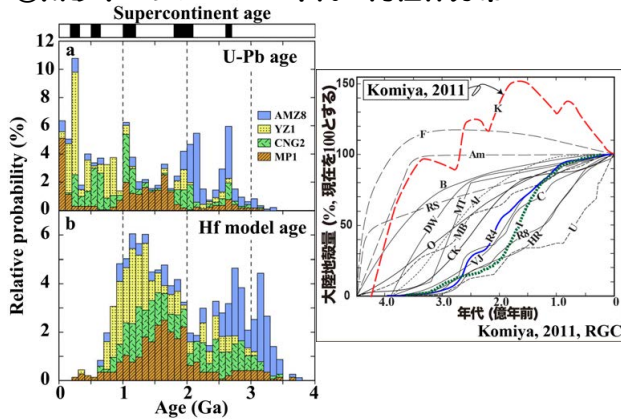 Supercontinent age
a
U-Pb age
AMZ8
YZ1
CNG2
MP1
12
10
8
6
4
2
0
b
Hf model age
6
4
2
0
Relative probability (%)
0 1 2 3 4
Age (Ga)
Komiya, 2011
K
F
Am
B
RS
DW
O
MT
Al
MB
CK
VJ
R4
C
R8
HR
U
150
100
50
大陸地殻量 (%, 現在を100とする)
4.0 3.0 2.0 1.0 0.0
年代 (億年前)
Komiya, 2011, RGC